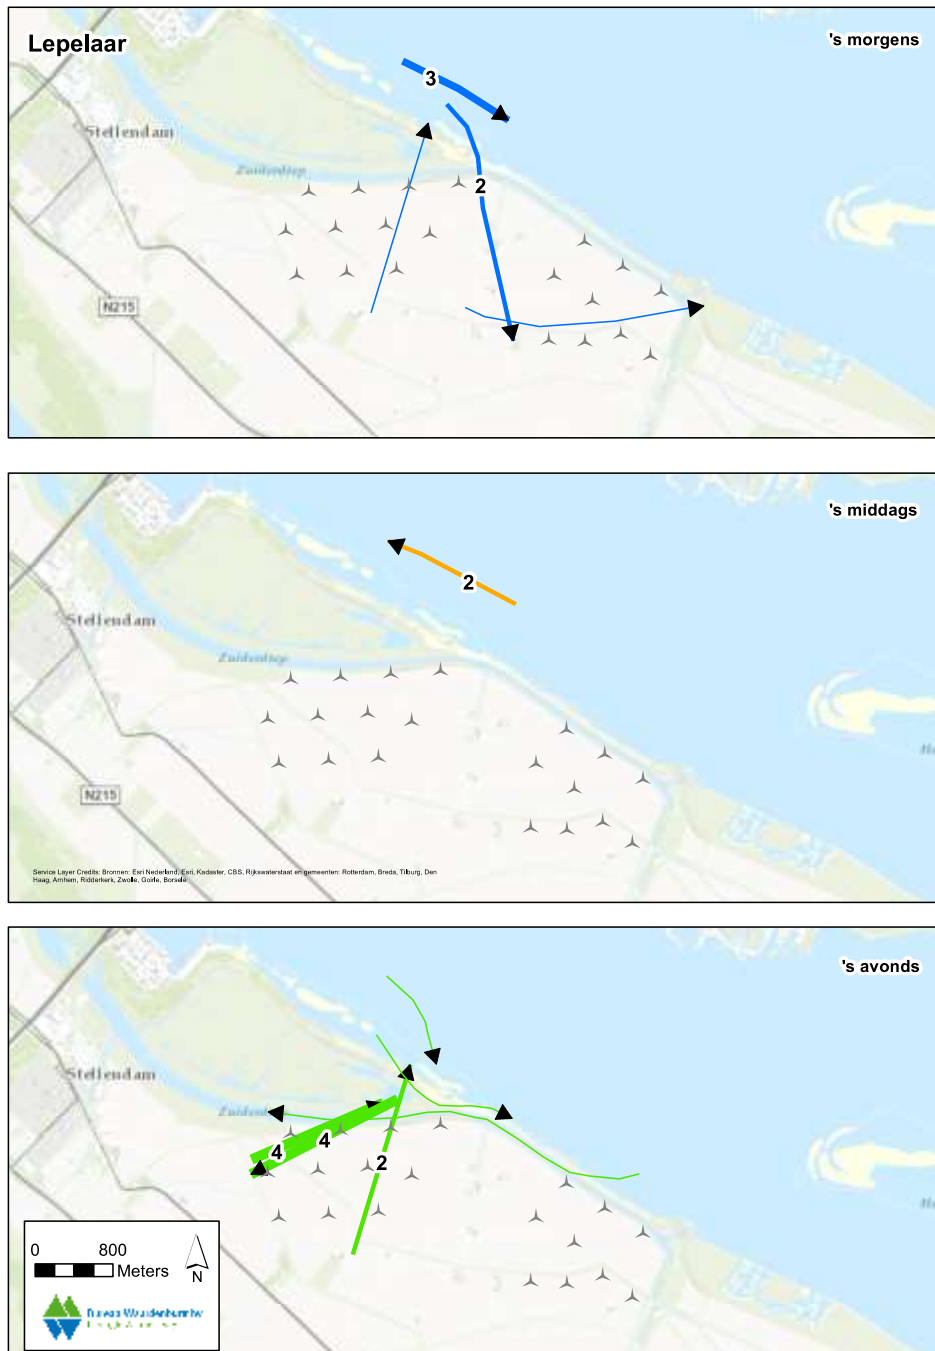 Lepelaar
's morgens
3
Stellendam
Zuiderdiep
2
N215
's middags
2
Stellendam
Zuiderdiep
N215
Service Layer Credits: Bronnen: Esri Nederland, Esri, Kadaster, CBS, Rijkswaterstaat en gemeenten: Rotterdam, Breda, Tilburg, Den
Haag, Arnhem, Ridderkerk, Zwolle, Goirle, Borsele
's avonds
Stellendam
4
4
2
0 800
Meters
N
Bureau Waardenburg bv